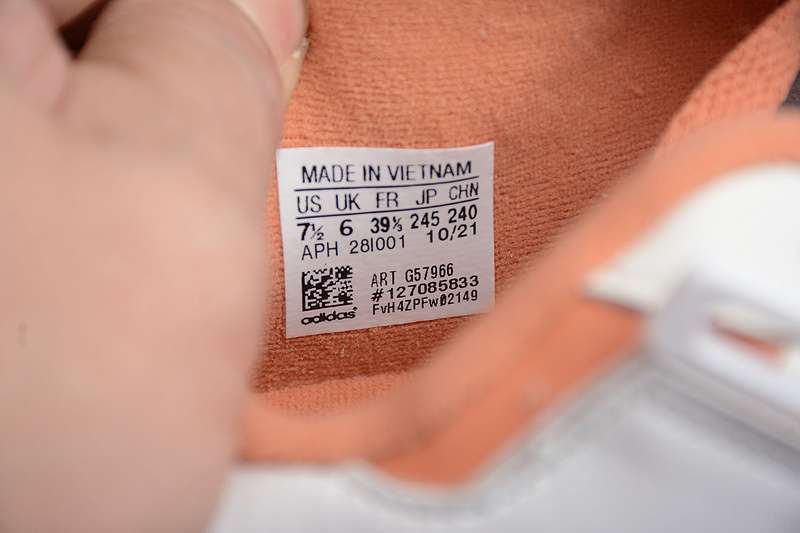 MADE IN VIETNAM
US UK FR JP CHN
7½ 6 39⅓ 245 240
APH 28I001 10/21
ART G57966
#127085833
FvH4ZPFw02149
adidas